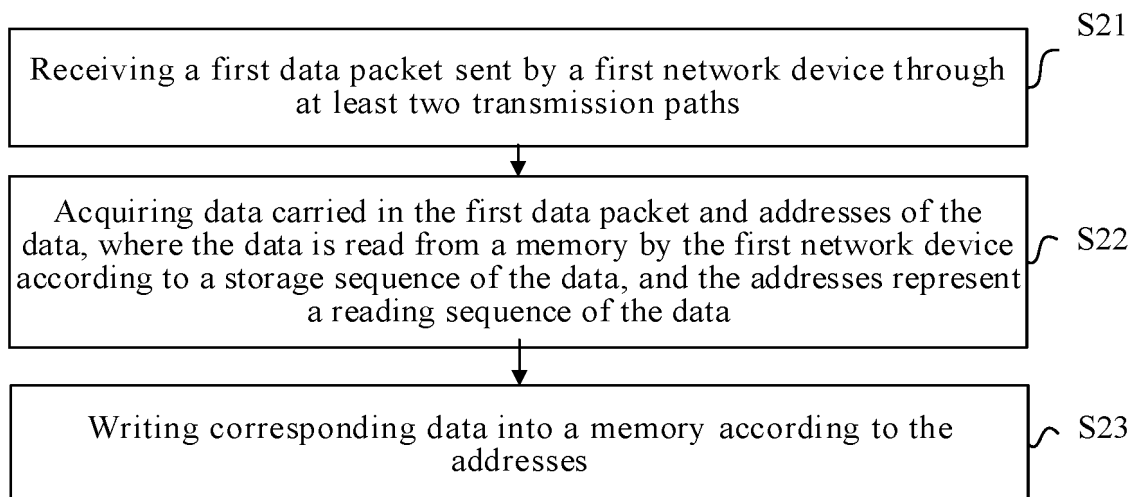 S21
Receiving a first data packet sent by a first network device through
at least two transmission paths
Acquiring data carried in the first data packet and addresses of the
data, where the data is read from a memory by the first network device
according to a storage sequence of the data, and the addresses represent
a reading sequence of the data
S22
Writing corresponding data into a memory according to the
addresses
S23